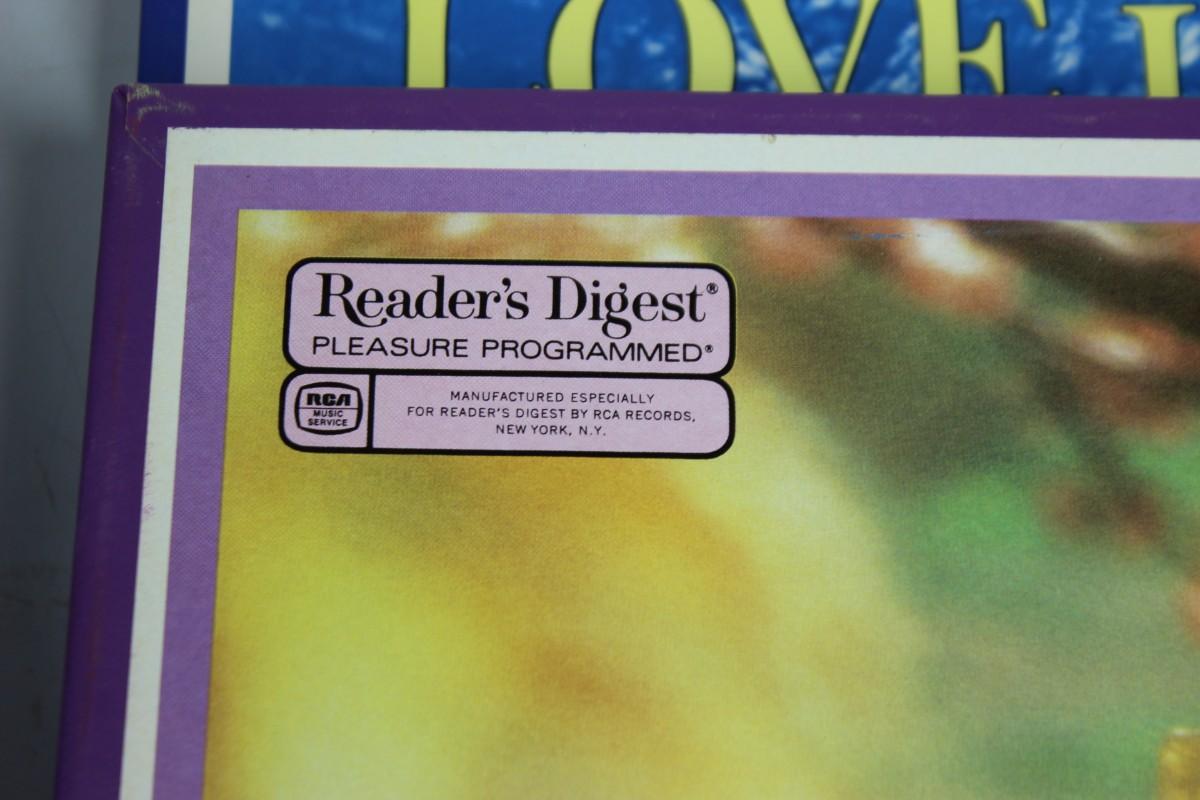 LOVE
Reader's Digest®
PLEASURE PROGRAMMED®
RCA
MUSIC
SERVICE
MANUFACTURED ESPECIALLY
FOR READER'S DIGEST BY RCA RECORDS,
NEW YORK, N.Y.